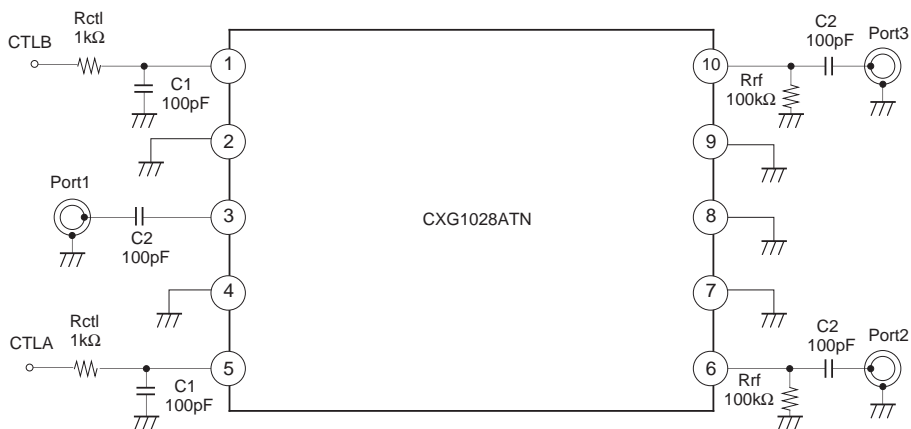 Rctl
1kΩ
CTLB
C1
100pF
1
2
Port1
C2
100pF
3
4
Rctl
1kΩ
CTLA
C1
100pF
5
CXG1028ATN
10
Rrf
100kΩ
C2
100pF
Port3
9
8
7
6
Rrf
100kΩ
C2
100pF
Port2